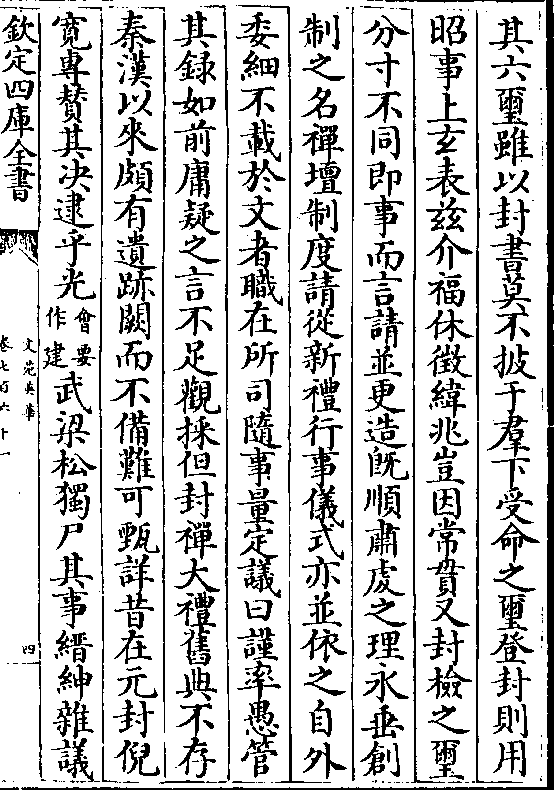 其六璽雖以封書莫不披于羣下受命之璽登封則用
昭事上玄表茲介福休徵緯兆豈因常貫又封檢之璽
分寸不同即事而言請並更造旣順肅虔之理永垂創
制之名禪壇制度請從新禮行事儀式亦並依之自外
委細不載於文者職在所司隨事量定議曰謹率愚管
其録如前庸疑之言不足觀採但封禪大禮舊典不存
秦漢以來頗有遺跡闕而不備難可甄詳昔在元封倪
寛專賛其决逮乎光會要作建武梁松獨尸其事縉紳雜議
欽定四庫全書
文苑英華
卷七百六十一
四